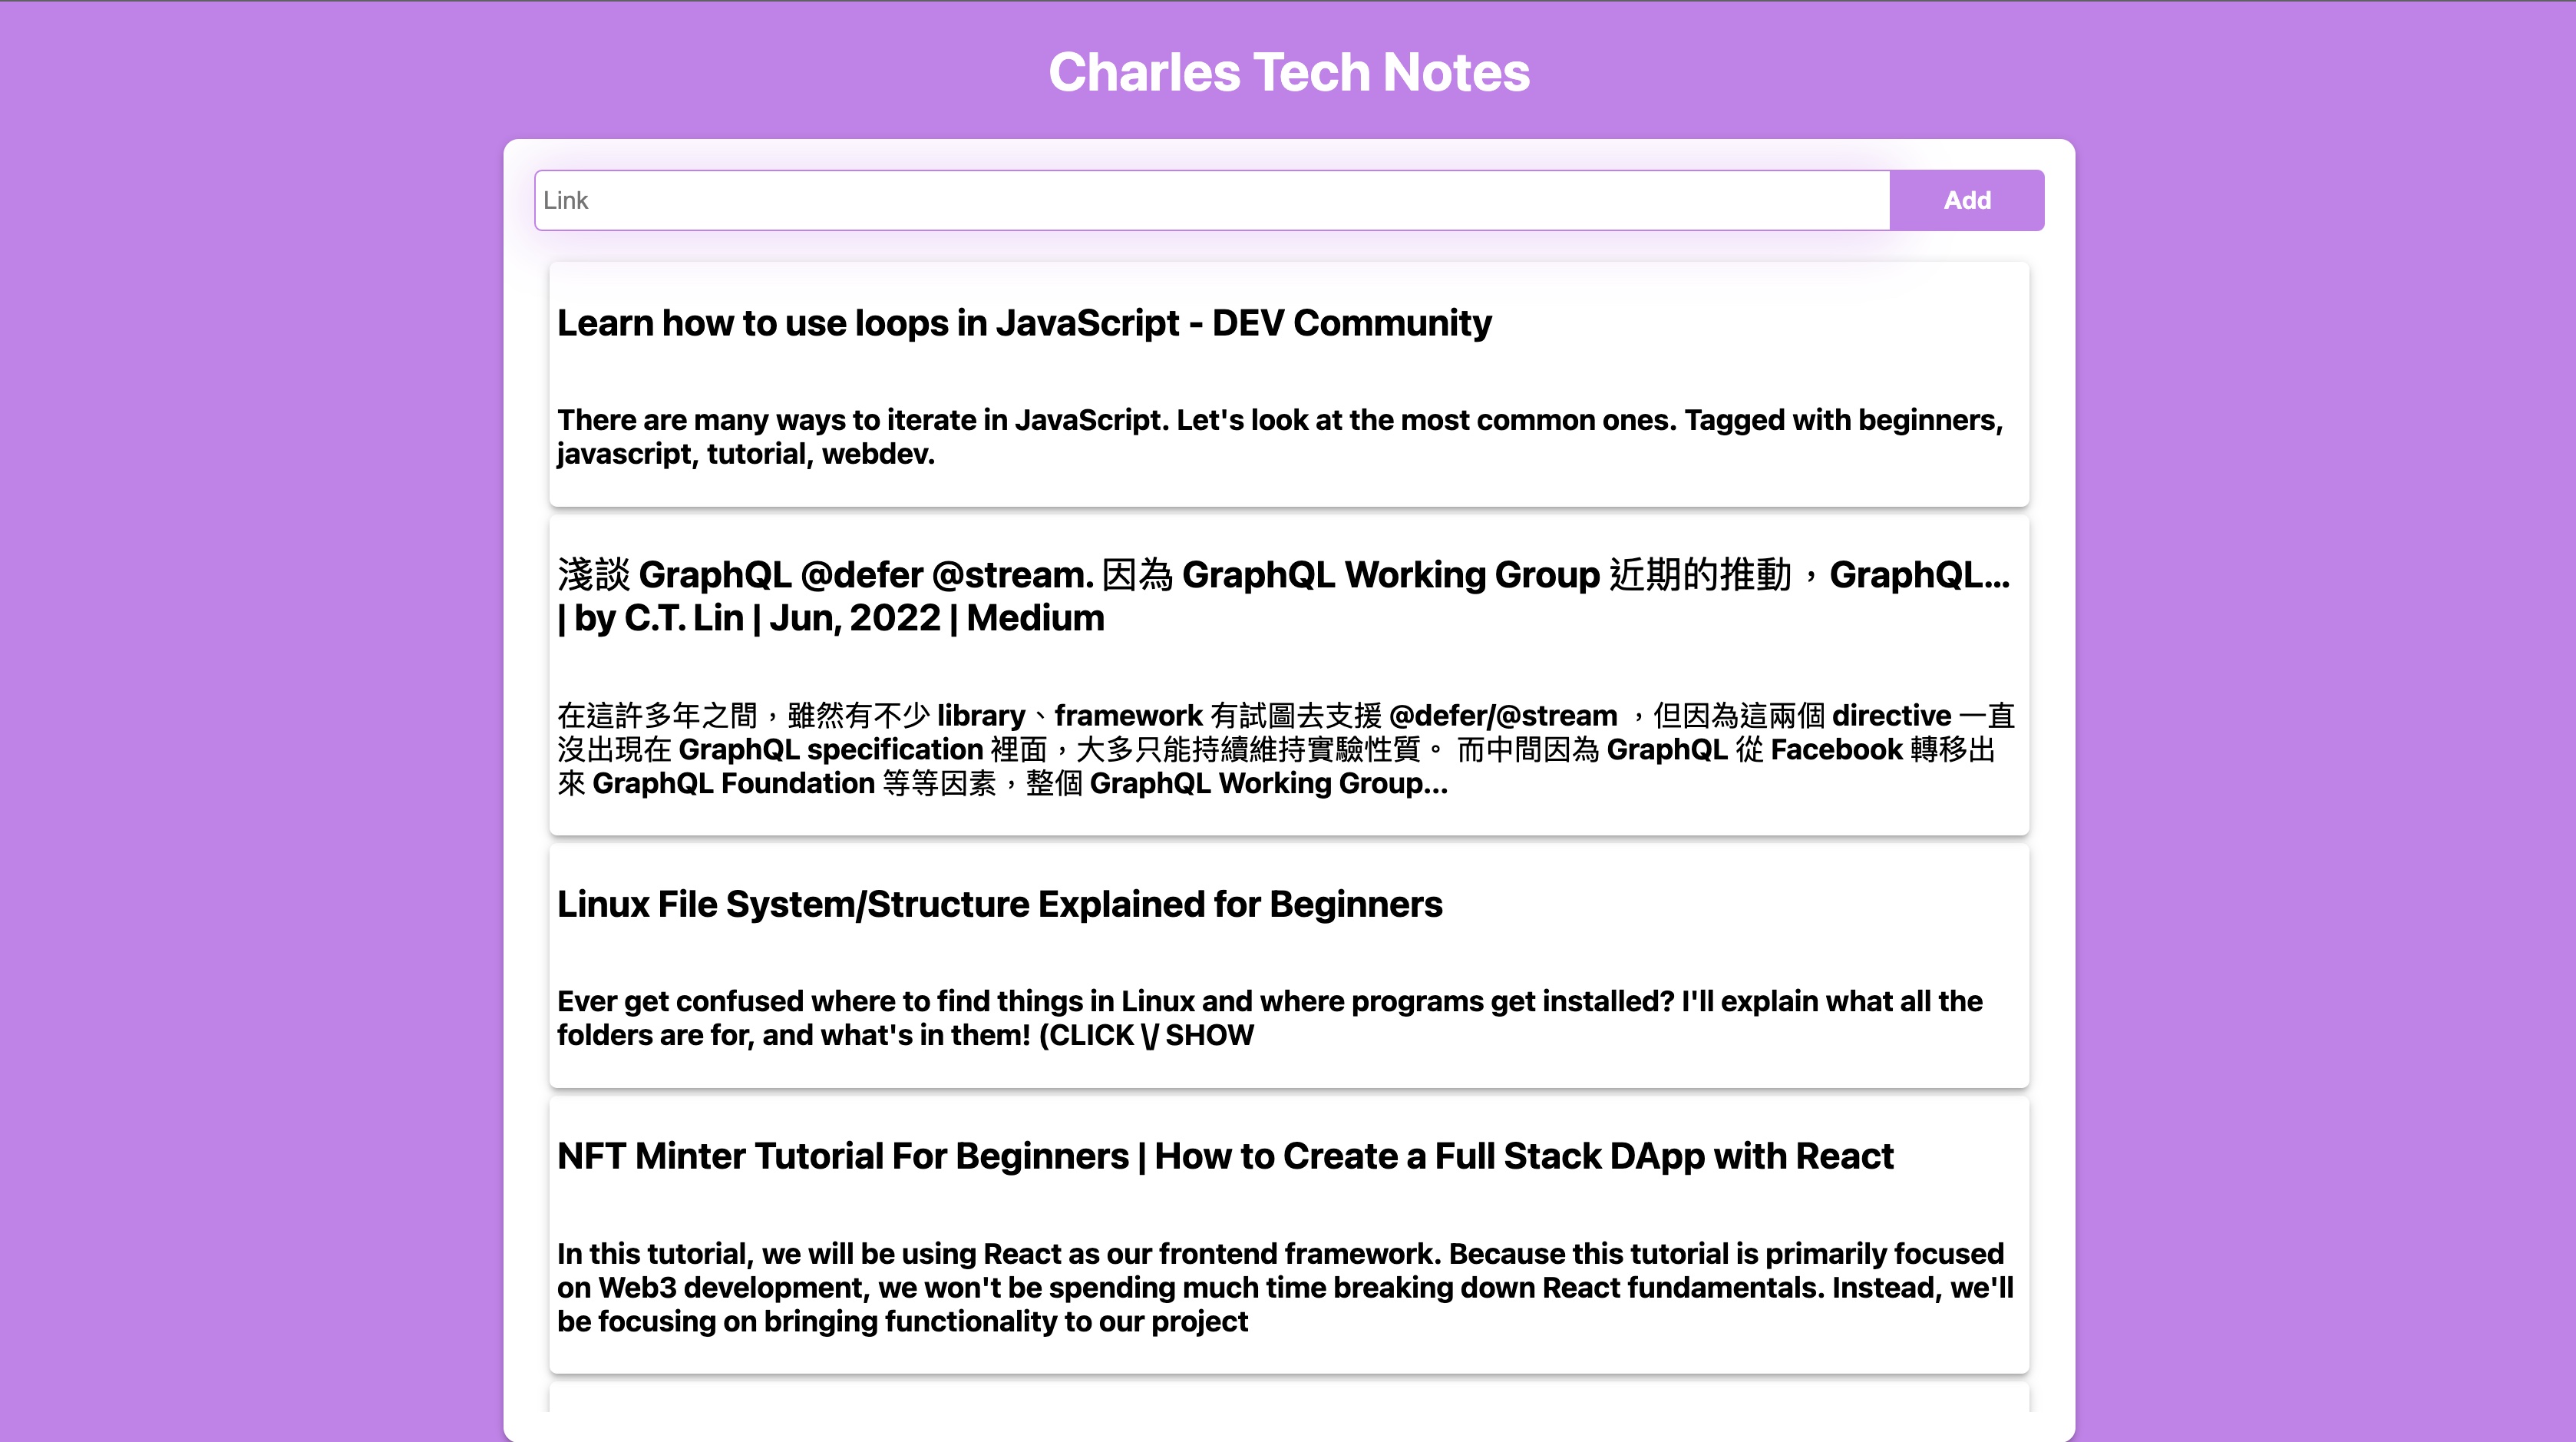 Charles Tech Notes
Link
Add
Learn how to use loops in JavaScript - DEV Community
There are many ways to iterate in JavaScript. Let's look at the most common ones. Tagged with beginners,
javascript, tutorial, webdev.
淺談 GraphQL @defer @stream. 因為 GraphQL Working Group 近期的推動，GraphQL…
| by C.T. Lin | Jun, 2022 | Medium
在這許多年之間，雖然有不少 library、framework 有試圖去支援 @defer/@stream ，但因為這兩個 directive 一直
沒出現在 GraphQL specification 裡面，大多只能持續維持實驗性質。 而中間因為 GraphQL 從 Facebook 轉移出
來 GraphQL Foundation 等等因素，整個 GraphQL Working Group…
Linux File System/Structure Explained for Beginners
Ever get confused where to find things in Linux and where programs get installed? I'll explain what all the
folders are for, and what's in them! (CLICK \/ SHOW
NFT Minter Tutorial For Beginners | How to Create a Full Stack DApp with React
In this tutorial, we will be using React as our frontend framework. Because this tutorial is primarily focused
on Web3 development, we won't be spending much time breaking down React fundamentals. Instead, we'll
be focusing on bringing functionality to our project